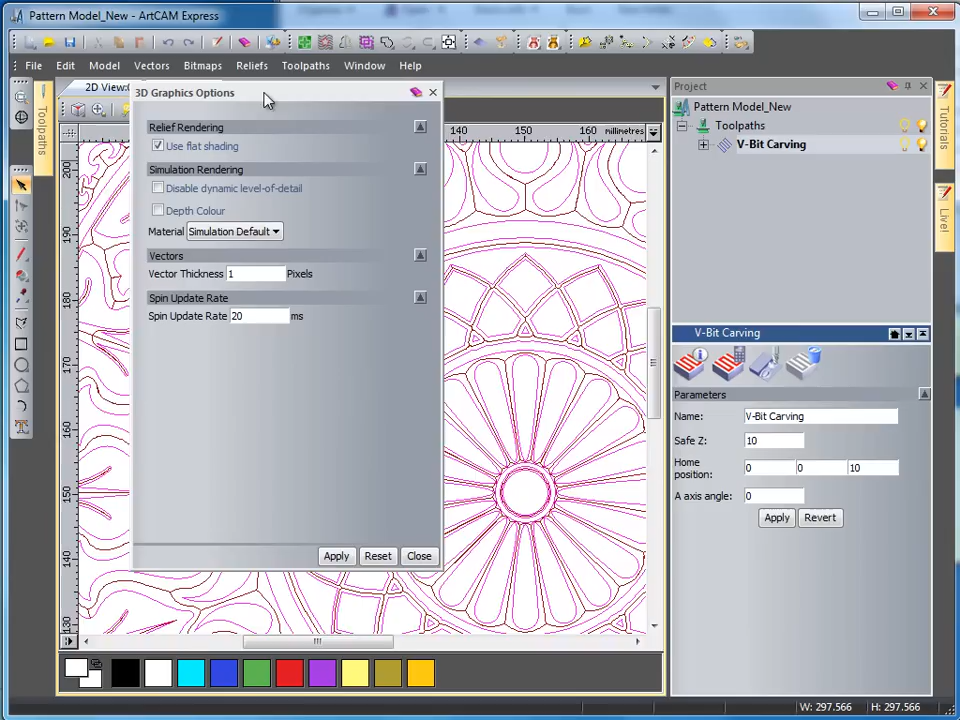 Pattern Model_New - ArtCAM Express
File Edit Model Vectors Bitmaps Reliefs Toolpaths Window Help
2D View:
3D Graphics Options
Relief Rendering
Use flat shading
Simulation Rendering
Disable dynamic level-of-detail
Depth Colour
Material Simulation Default
Vectors
Vector Thickness 1 Pixels
Spin Update Rate
Spin Update Rate 20 ms
Apply Reset Close
Toolpaths
140 150 160 millimetres
200
190
180
170
160
150
140
130
Project
Pattern Model_New
Toolpaths
V-Bit Carving
Tutorials
Live!
V-Bit Carving
Parameters
Name: V-Bit Carving
Safe Z: 10
Home position: 0 0 10
A axis angle: 0
Apply Revert
W: 297.566 H: 297.566